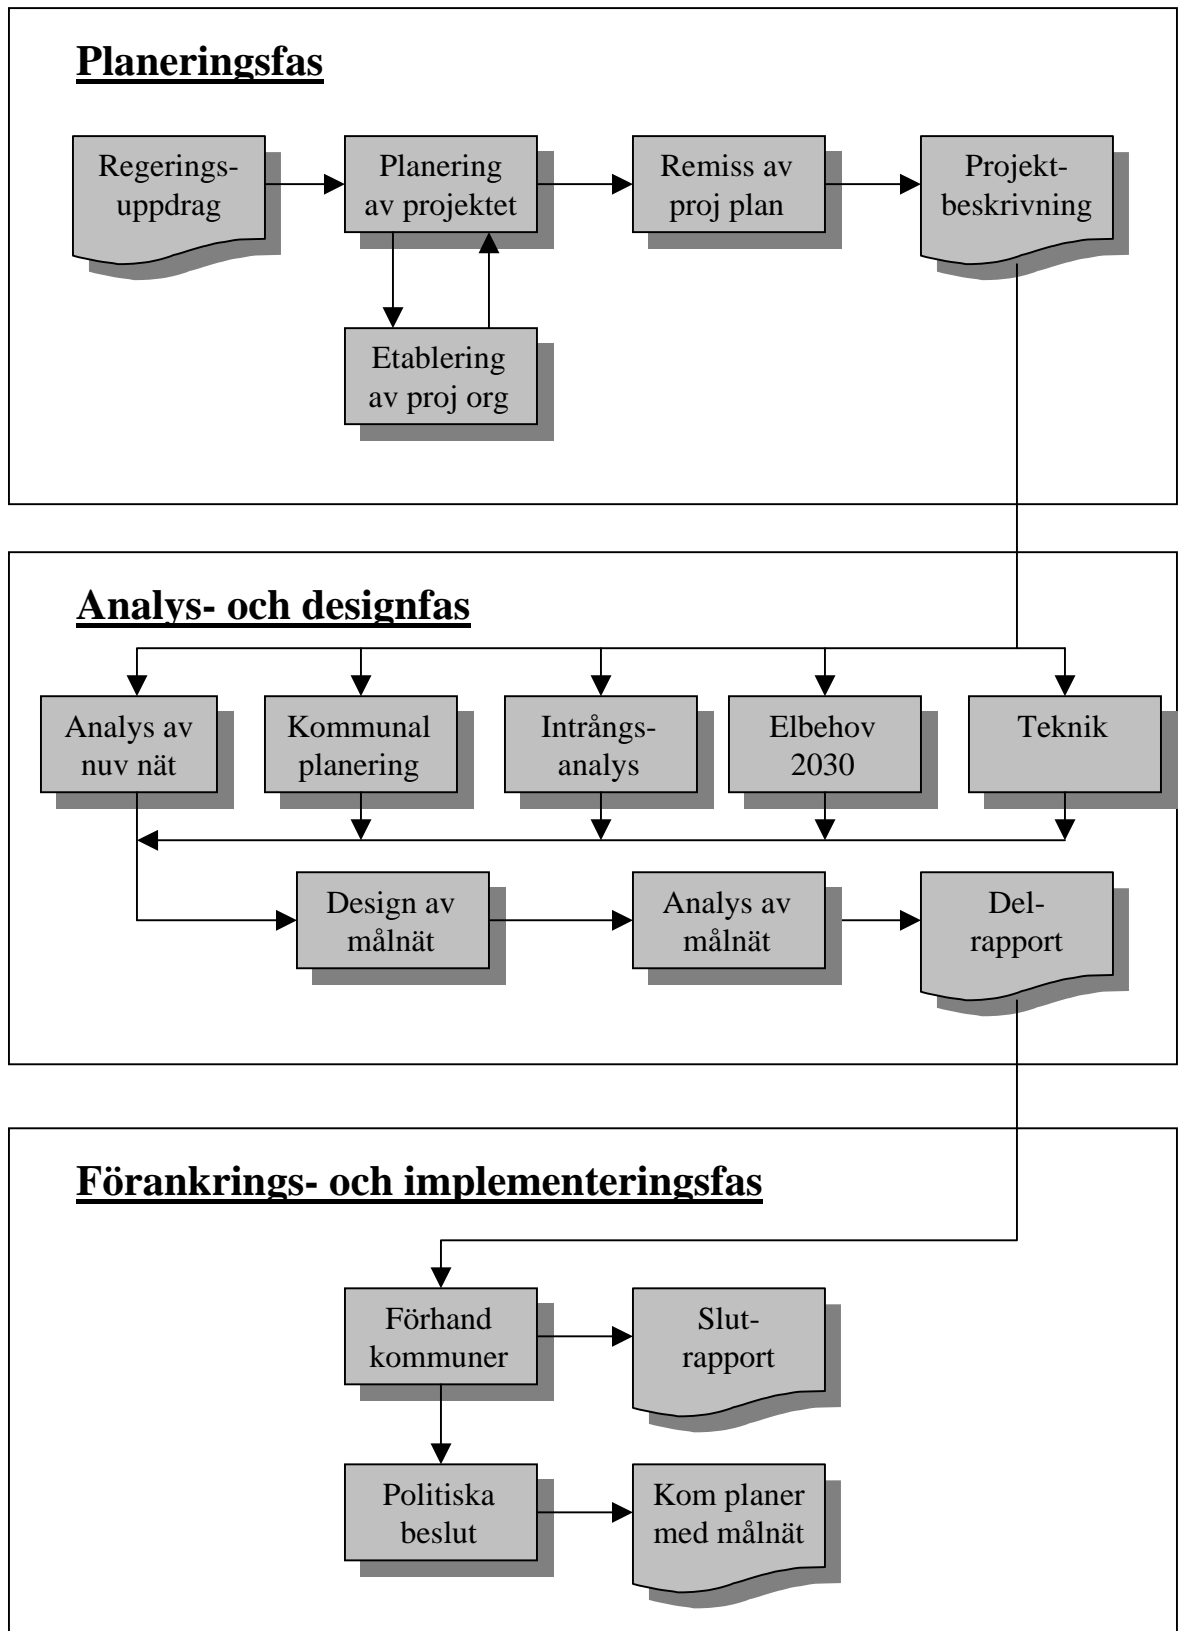 Planeringsfas
Regerings-
uppdrag
Planering
av projektet
Remiss av
proj plan
Projekt-
beskrivning
Etablering
av proj org
Analys- och designfas
Analys av
nuv nät
Kommunal
planering
Intrångs-
analys
Elbehov
2030
Teknik
Design av
målnät
Analys av
målnät
Del-
rapport
Förankrings- och implementeringsfas
Förhand
kommuner
Slut-
rapport
Politiska
beslut
Kom planer
med målnät